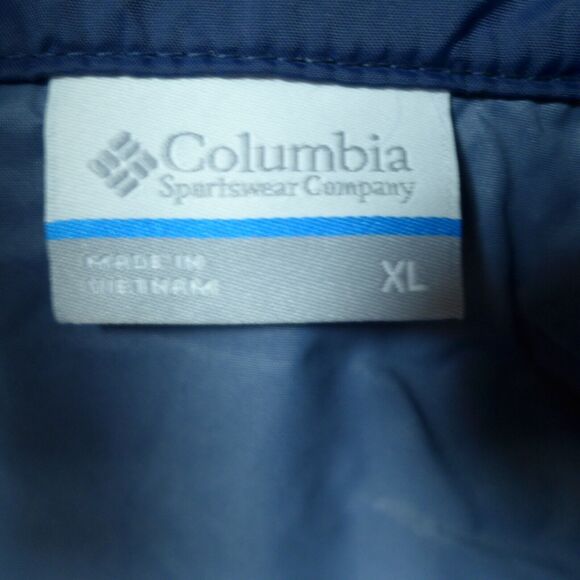 Columbia
Sportswear Company
MADE IN
VIETNAM
XL